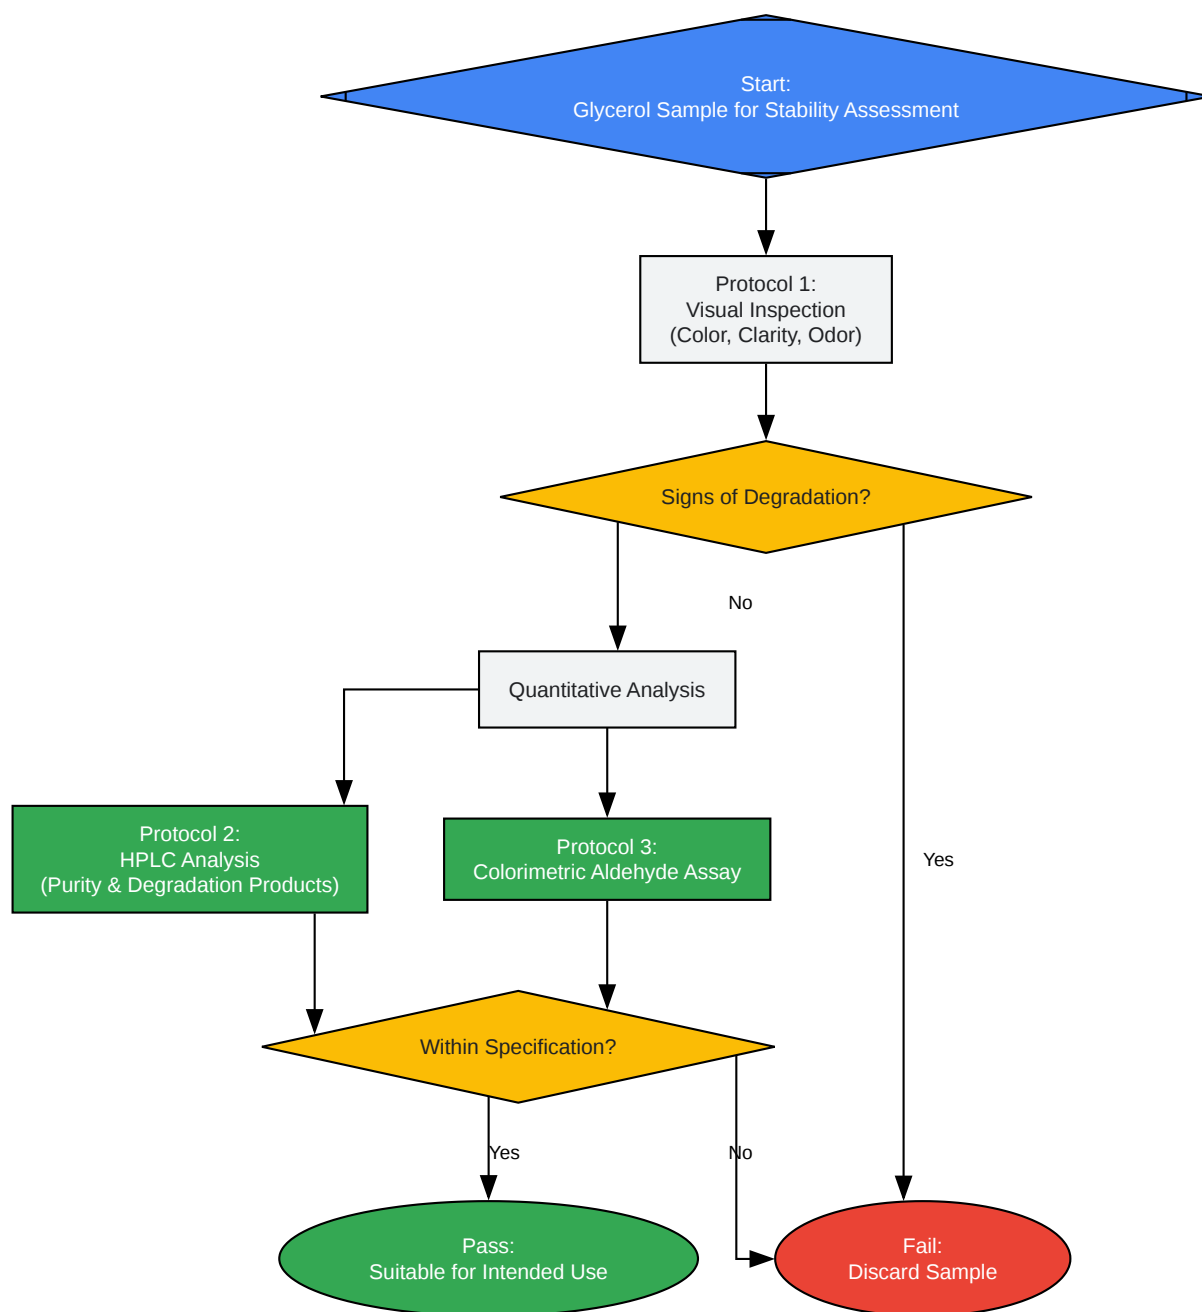 Start:
Glycerol Sample for Stability Assessment
Protocol 1:
Visual Inspection
(Color, Clarity, Odor)
Signs of Degradation?
No
Quantitative Analysis
Protocol 2:
HPLC Analysis
(Purity & Degradation Products)
Protocol 3:
Colorimetric Aldehyde Assay
Yes
Within Specification?
Yes
No
Pass:
Suitable for Intended Use
Fail:
Discard Sample